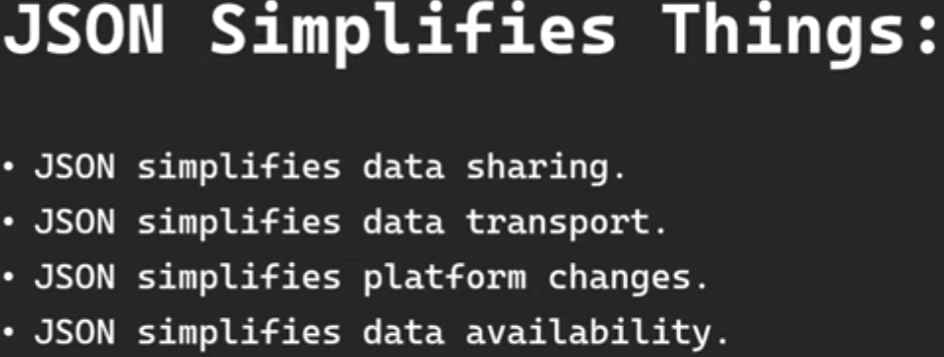 JSON Simplifies Things:
• JSON simplifies data sharing.
• JSON simplifies data transport.
• JSON simplifies platform changes.
• JSON simplifies data availability.